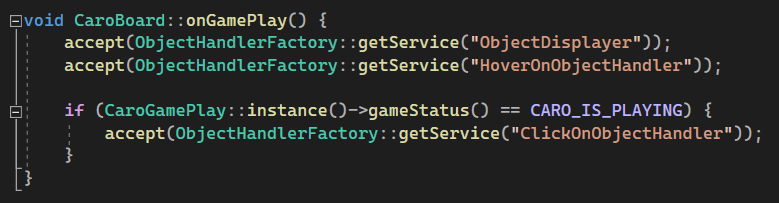 void CaroBoard::onGamePlay() {
    accept(ObjectHandlerFactory::getService("ObjectDisplayer"));
    accept(ObjectHandlerFactory::getService("HoverOnObjectHandler"));

    if (CaroGamePlay::instance()->gameStatus() == CARO_IS_PLAYING) {
        accept(ObjectHandlerFactory::getService("ClickOnObjectHandler"));
    }
}